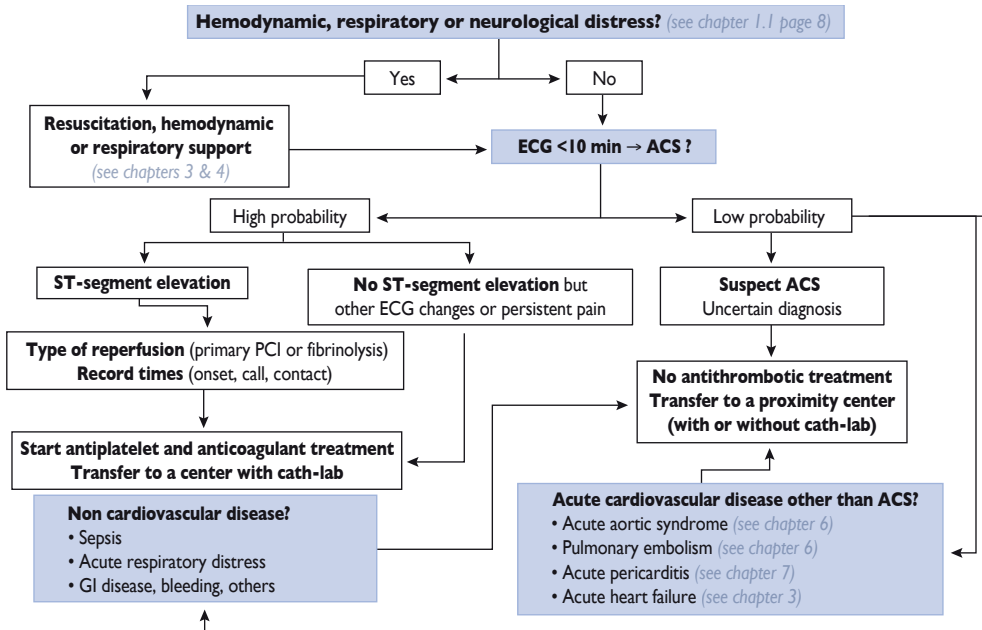 Hemodynamic, respiratory or neurological distress? (see chapter 1.1 page 8)
Yes
No
Resuscitation, hemodynamic
or respiratory support
(see chapters 3 & 4)
ECG <10 min → ACS ?
High probability
Low probability
ST-segment elevation
No ST-segment elevation but
other ECG changes or persistent pain
Suspect ACS
Uncertain diagnosis
Type of reperfusion (primary PCI or fibrinolysis)
Record times (onset, call, contact)
No antithrombotic treatment
Transfer to a proximity center
(with or without cath-lab)
Start antiplatelet and anticoagulant treatment
Transfer to a center with cath-lab
Non cardiovascular disease?
• Sepsis
• Acute respiratory distress
• GI disease, bleeding, others
Acute cardiovascular disease other than ACS?
• Acute aortic syndrome (see chapter 6)
• Pulmonary embolism (see chapter 6)
• Acute pericarditis (see chapter 7)
• Acute heart failure (see chapter 3)